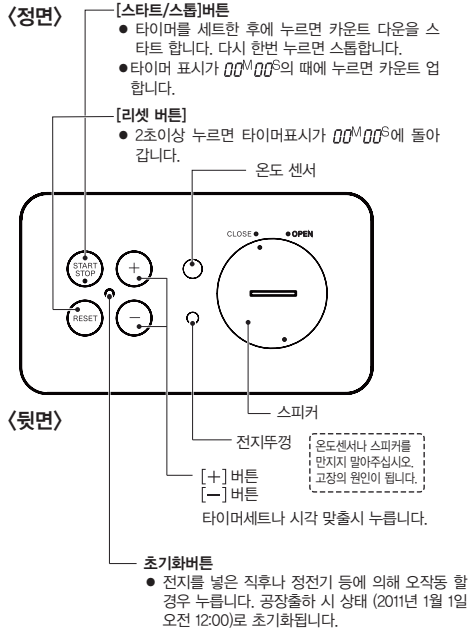 〈정면〉
[스타트/스톱]버튼
● 타이머를 세트한 후에 누르면 카운트 다운을 스
타트 합니다. 다시 한번 누르면 스톱합니다.
●타이머 표시가 00M00S의 때에 누르면 카운트 업
합니다.
[리셋 버튼]
● 2초이상 누르면 타이머표시가 00M00S에 돌아
갑니다.
온도 센서
CLOSE
OPEN
START
STOP
+
RESET
−
〈뒷면〉
스피커
전지뚜껑
온도센서나 스피커를
만지지 말아주십시오.
고장의 원인이 됩니다.
[+] 버튼
[−] 버튼
타이머세트나 시각 맞출시 누릅니다.
초기화버튼
● 전지를 넣은 직후나 정전기 등에 의해 오작동 할
경우 누릅니다. 공장출하 시 상태 (2011년 1월 1일
오전 12:00)로 초기화됩니다.